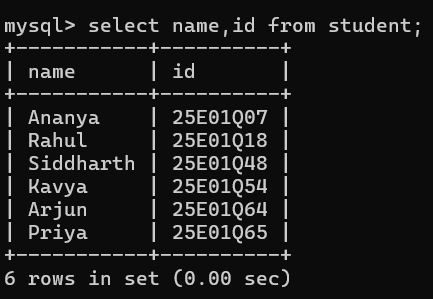 mysql> select name,id from student;
+-----------+----------+
| name      | id       |
+-----------+----------+
| Ananya    | 25E01Q07 |
| Rahul     | 25E01Q18 |
| Siddharth | 25E01Q48 |
| Kavya     | 25E01Q54 |
| Arjun     | 25E01Q64 |
| Priya     | 25E01Q65 |
+-----------+----------+
6 rows in set (0.00 sec)